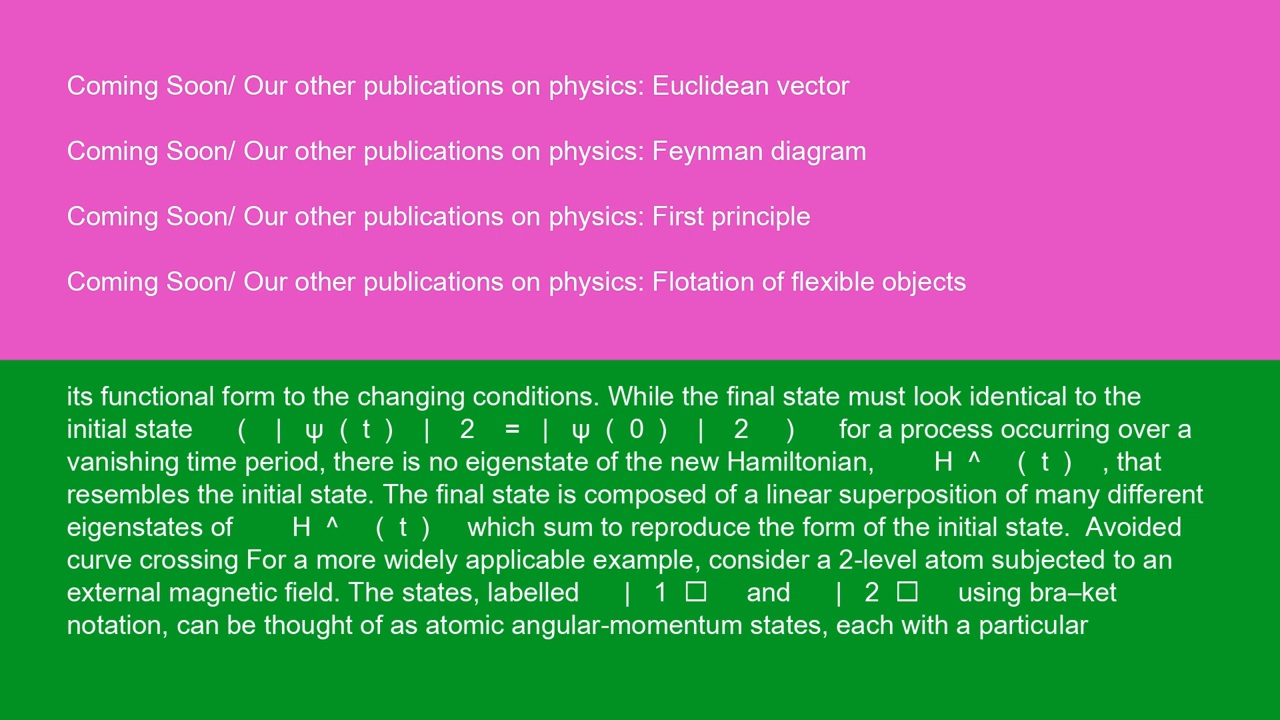 Coming Soon/ Our other publications on physics: Euclidean vector
Coming Soon/ Our other publications on physics: Feynman diagram
Coming Soon/ Our other publications on physics: First principle
Coming Soon/ Our other publications on physics: Flotation of flexible objects
its functional form to the changing conditions. While the final state must look identical to the
initial state ( | ψ ( t ) | 2 = | ψ ( 0 ) | 2 ) for a process occurring over a
vanishing time period, there is no eigenstate of the new Hamiltonian, H ^ ( t ) , that
resembles the initial state. The final state is composed of a linear superposition of many different
eigenstates of H ^ ( t ) which sum to reproduce the form of the initial state. Avoided
curve crossing For a more widely applicable example, consider a 2-level atom subjected to an
external magnetic field. The states, labelled | 1 □ and | 2 □ using bra–ket
notation, can be thought of as atomic angular-momentum states, each with a particular